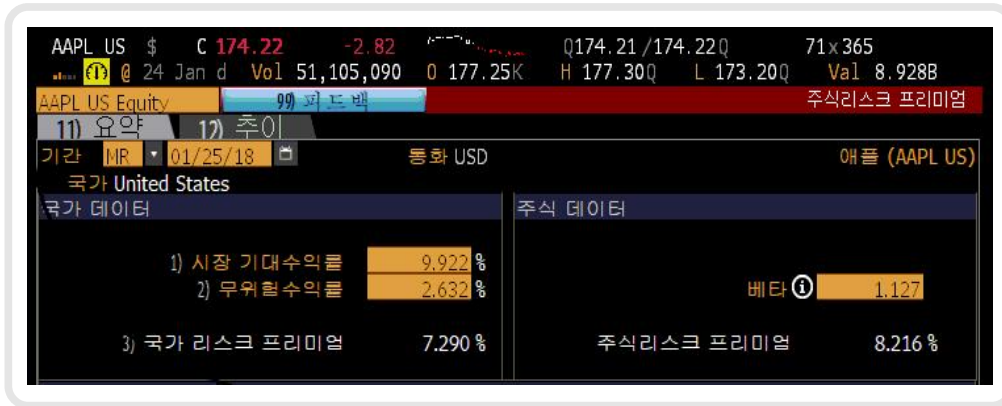 AAPL US $ C 174.22 -2.82 Q174.21/174.22Q 71x365
@ 24 Jan d Vol 51,105,090 O 177.25K H 177.30Q L 173.20Q Val 8.928B
AAPL US Equity 99) 피드백 주식리스크 프리미엄
11) 요약 12) 추이
기간 MR 01/25/18 통화 USD 애플 (AAPL US)
국가 United States
국가 데이터 주식 데이터
1) 시장 기대수익률 9.922 %
2) 무위험수익률 2.632 % 베타 1.127
3) 국가 리스크 프리미엄 7.290 % 주식리스크 프리미엄 8.216 %